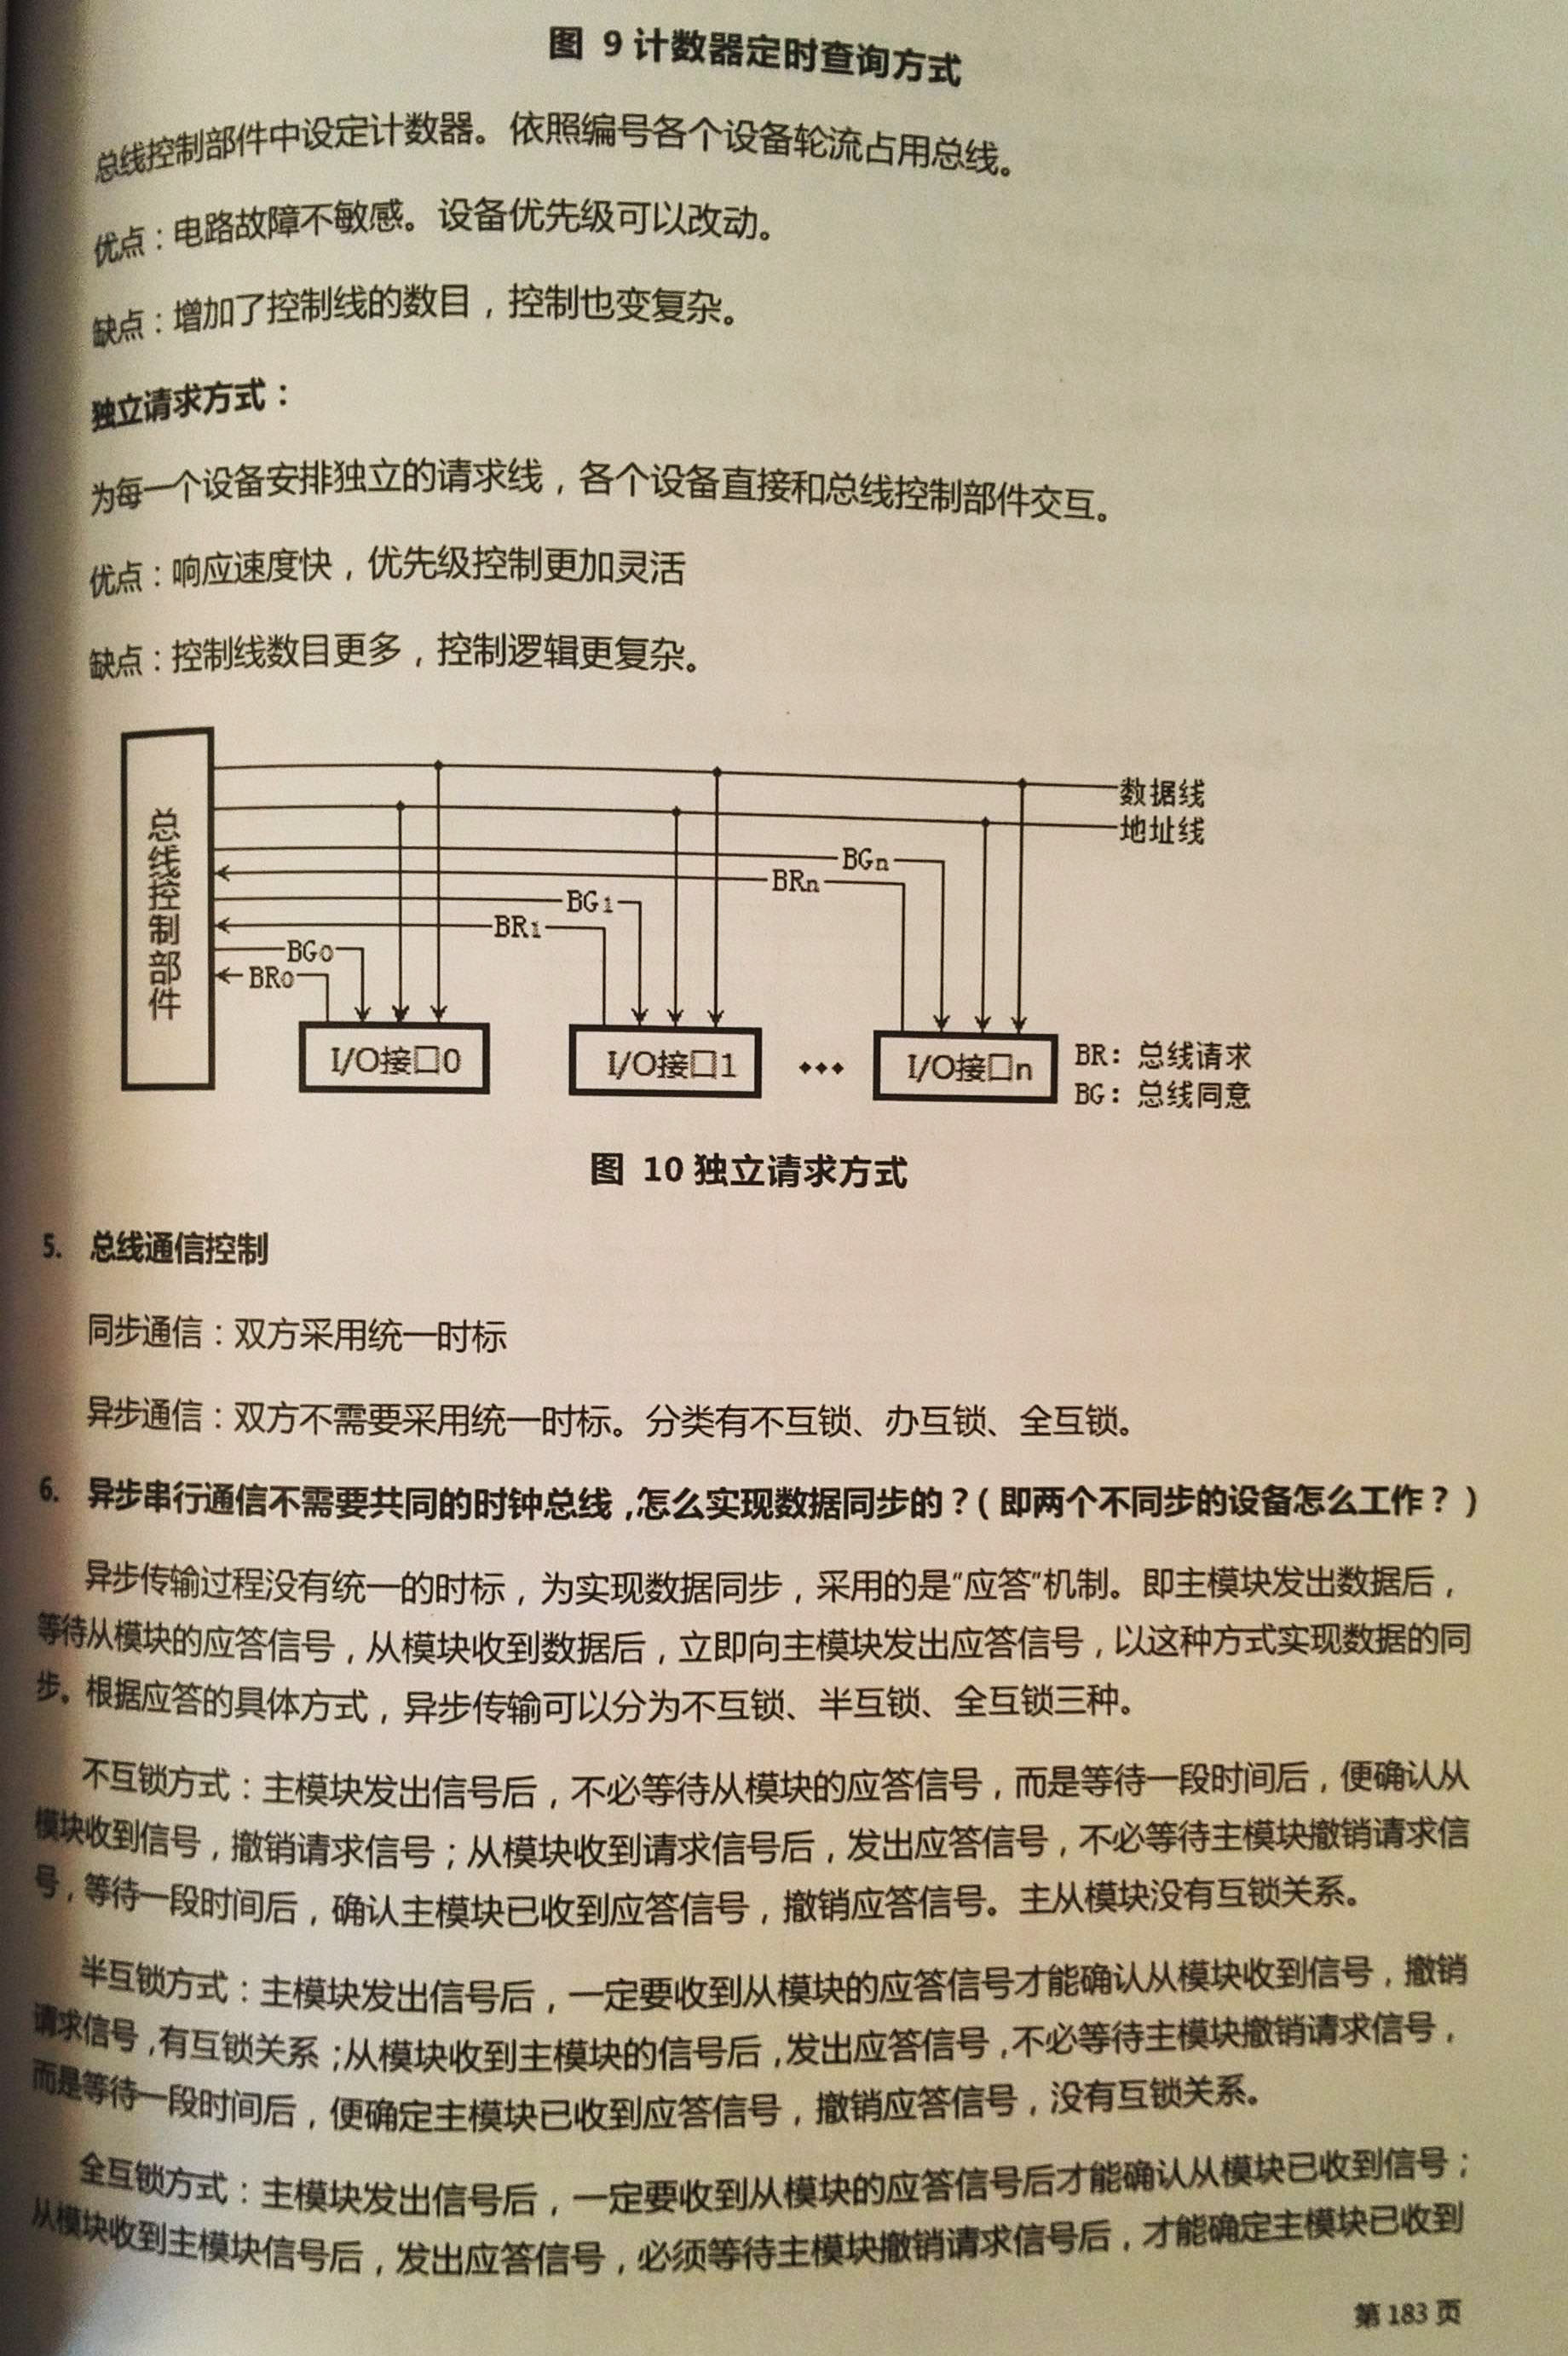 图 9 计数器定时查询方式
总线控制部件中设定计数器。依照编号各个设备轮流占用总线。
优点：电路故障不敏感。设备优先级可以改动。
缺点：增加了控制线的数目，控制也变复杂。
独立请求方式：
为每一个设备安排独立的请求线，各个设备直接和总线控制部件交互。
优点：响应速度快，优先级控制更加灵活
缺点：控制线数目更多，控制逻辑更复杂。
总线控制部件
数据线
地址线
BGn
BRn
BG1
BR1
BG0
BR0
I/O接口0
I/O接口1
•••
I/O接口n
BR：总线请求
BG：总线同意
图 10 独立请求方式
5. 总线通信控制
同步通信：双方采用统一时标
异步通信：双方不需要采用统一时标。分类有不互锁、办互锁、全互锁。
6. 异步串行通信不需要共同的时钟总线，怎么实现数据同步的？（即两个不同步的设备怎么工作？）
异步传输过程没有统一的时标，为实现数据同步，采用的是“应答”机制。即主模块发出数据后，
等待从模块的应答信号，从模块收到数据后，立即向主模块发出应答信号，以这种方式实现数据的同
步。根据应答的具体方式，异步传输可以分为不互锁、半互锁、全互锁三种。
不互锁方式：主模块发出信号后，不必等待从模块的应答信号，而是等待一段时间后，便确认从
模块收到信号，撤销请求信号；从模块收到请求信号后，发出应答信号，不必等待主模块撤销请求信
号，等待一段时间后，确认主模块已收到应答信号，撤销应答信号。主从模块没有互锁关系。
半互锁方式：主模块发出信号后，一定要收到从模块的应答信号才能确认从模块收到信号，撤销
请求信号，有互锁关系；从模块收到主模块的信号后，发出应答信号，不必等待主模块撤销请求信号，
而是等待一段时间后，便确定主模块已收到应答信号，撤销应答信号，没有互锁关系。
全互锁方式：主模块发出信号后，一定要收到从模块的应答信号后才能确认从模块已收到信号；
从模块收到主模块信号后，发出应答信号，必须等待主模块撤销请求信号后，才能确定主模块已收到
第 183 页